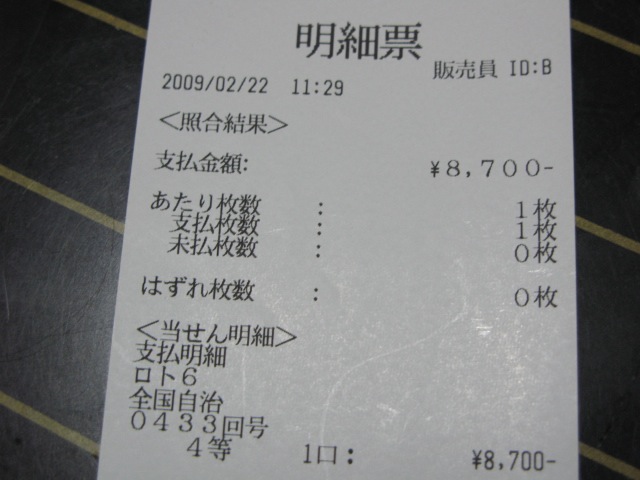 明細票
販売員 ID:B
2009/02/22 11:29
＜照合結果＞
支払金額: ¥８,７００-
あたり枚数 : １枚
支払枚数 : １枚
未払枚数 : ０枚
はずれ枚数 : ０枚
＜当せん明細＞
支払明細
ロト６
全国自治
０４３３回号
４等 1口: ¥8,700-